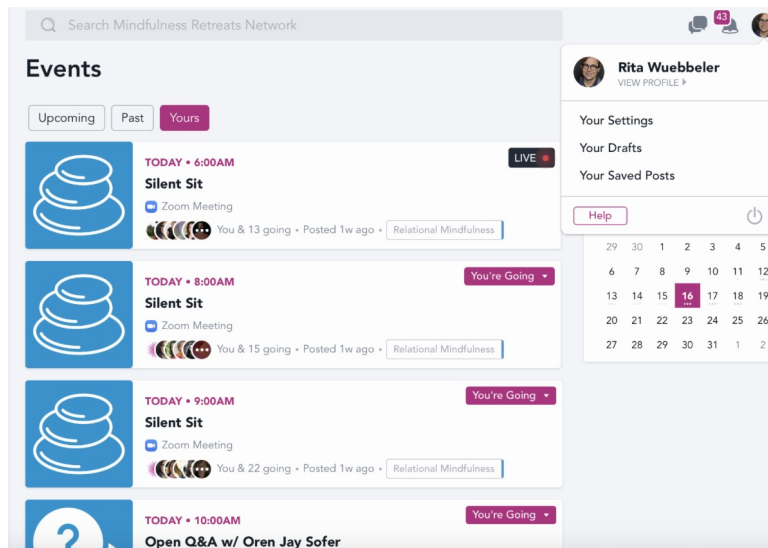 Search Mindfulness Retreats Network
43
Events
Rita Wuebbeler
VIEW PROFILE
Upcoming
Past
Yours
Your Settings
Your Drafts
Your Saved Posts
Help
TODAY • 6:00AM
LIVE
Silent Sit
Zoom Meeting
You & 13 going • Posted 1w ago • Relational Mindfulness
TODAY • 8:00AM
You're Going
Silent Sit
Zoom Meeting
You & 15 going • Posted 1w ago • Relational Mindfulness
TODAY • 9:00AM
You're Going
Silent Sit
Zoom Meeting
You & 22 going • Posted 1w ago • Relational Mindfulness
TODAY • 10:00AM
You're Going
Open Q&A w/ Oren Jay Sofer
29 30 1 2 3 4 5
6 7 8 9 10 11 12
13 14 15 16 17 18 19
20 21 22 23 24 25 26
27 28 29 30 31 1 2